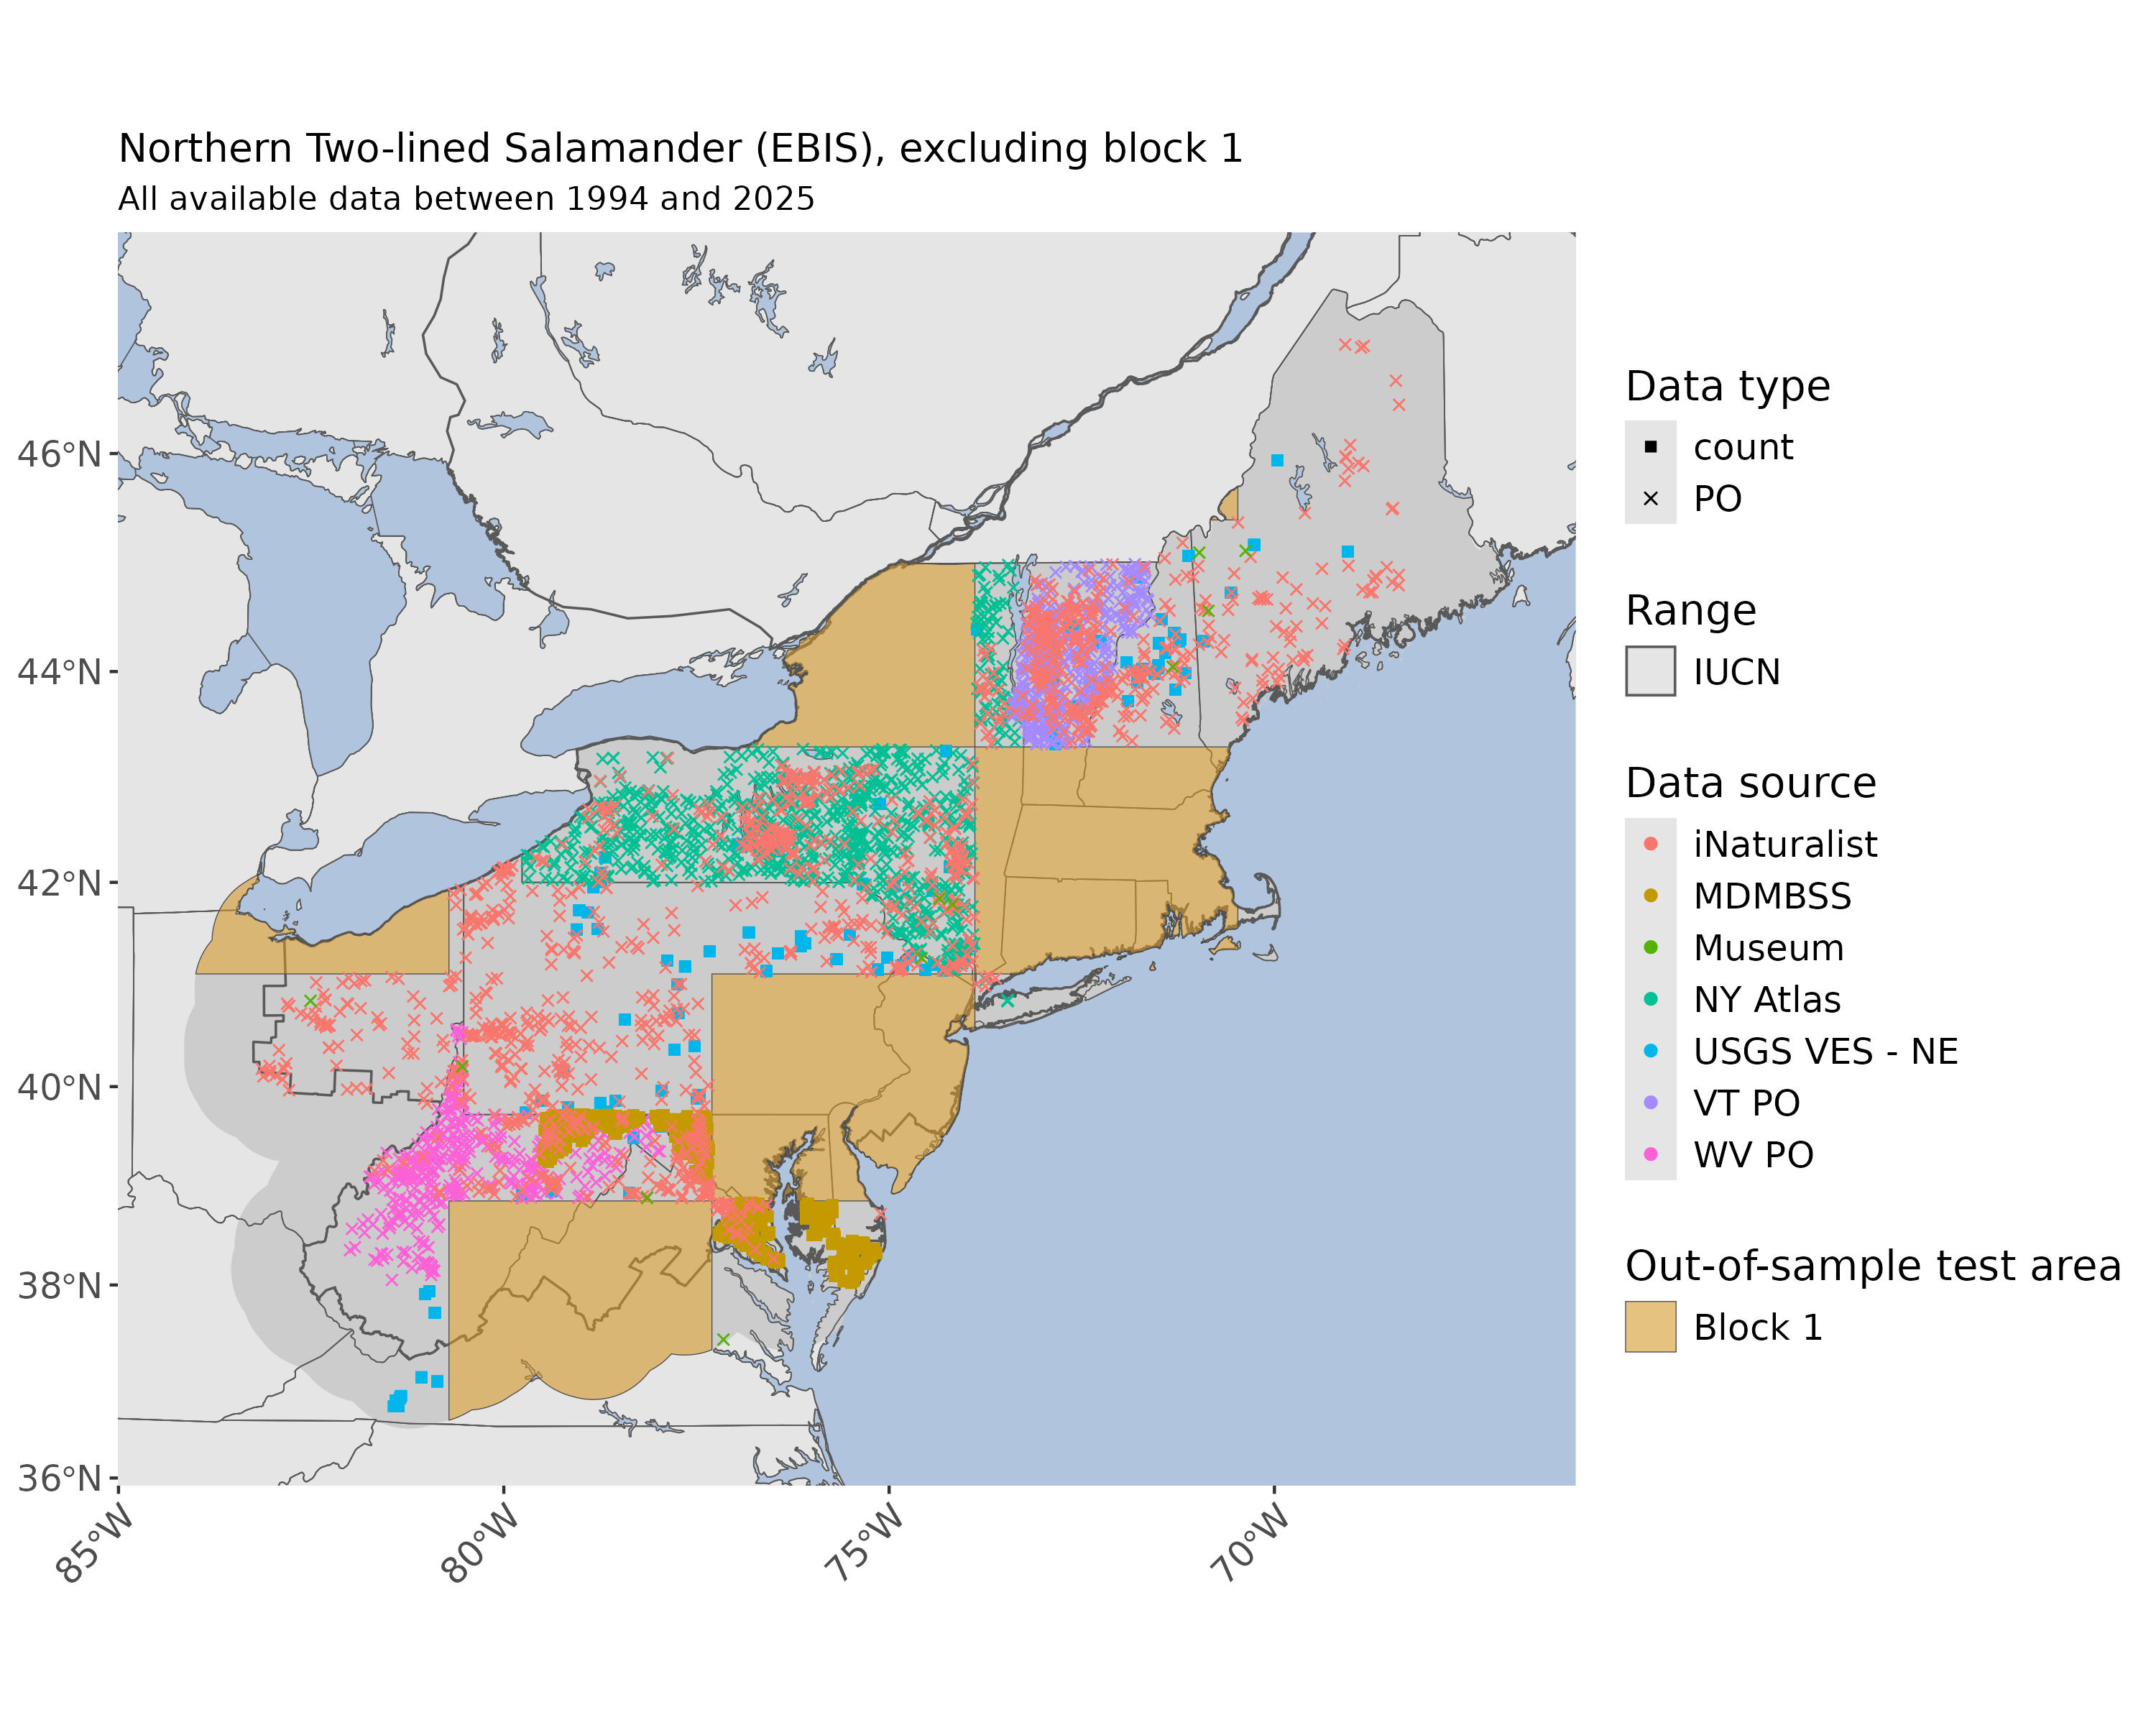 Northern Two-lined Salamander (EBIS), excluding block 1
All available data between 1994 and 2025
46°N
44°N
42°N
40°N
38°N
36°N
85°W
80°W
75°W
70°W
Data type
count
PO
Range
IUCN
Data source
iNaturalist
MDMBSS
Museum
NY Atlas
USGS VES - NE
VT PO
WV PO
Out-of-sample test area
Block 1